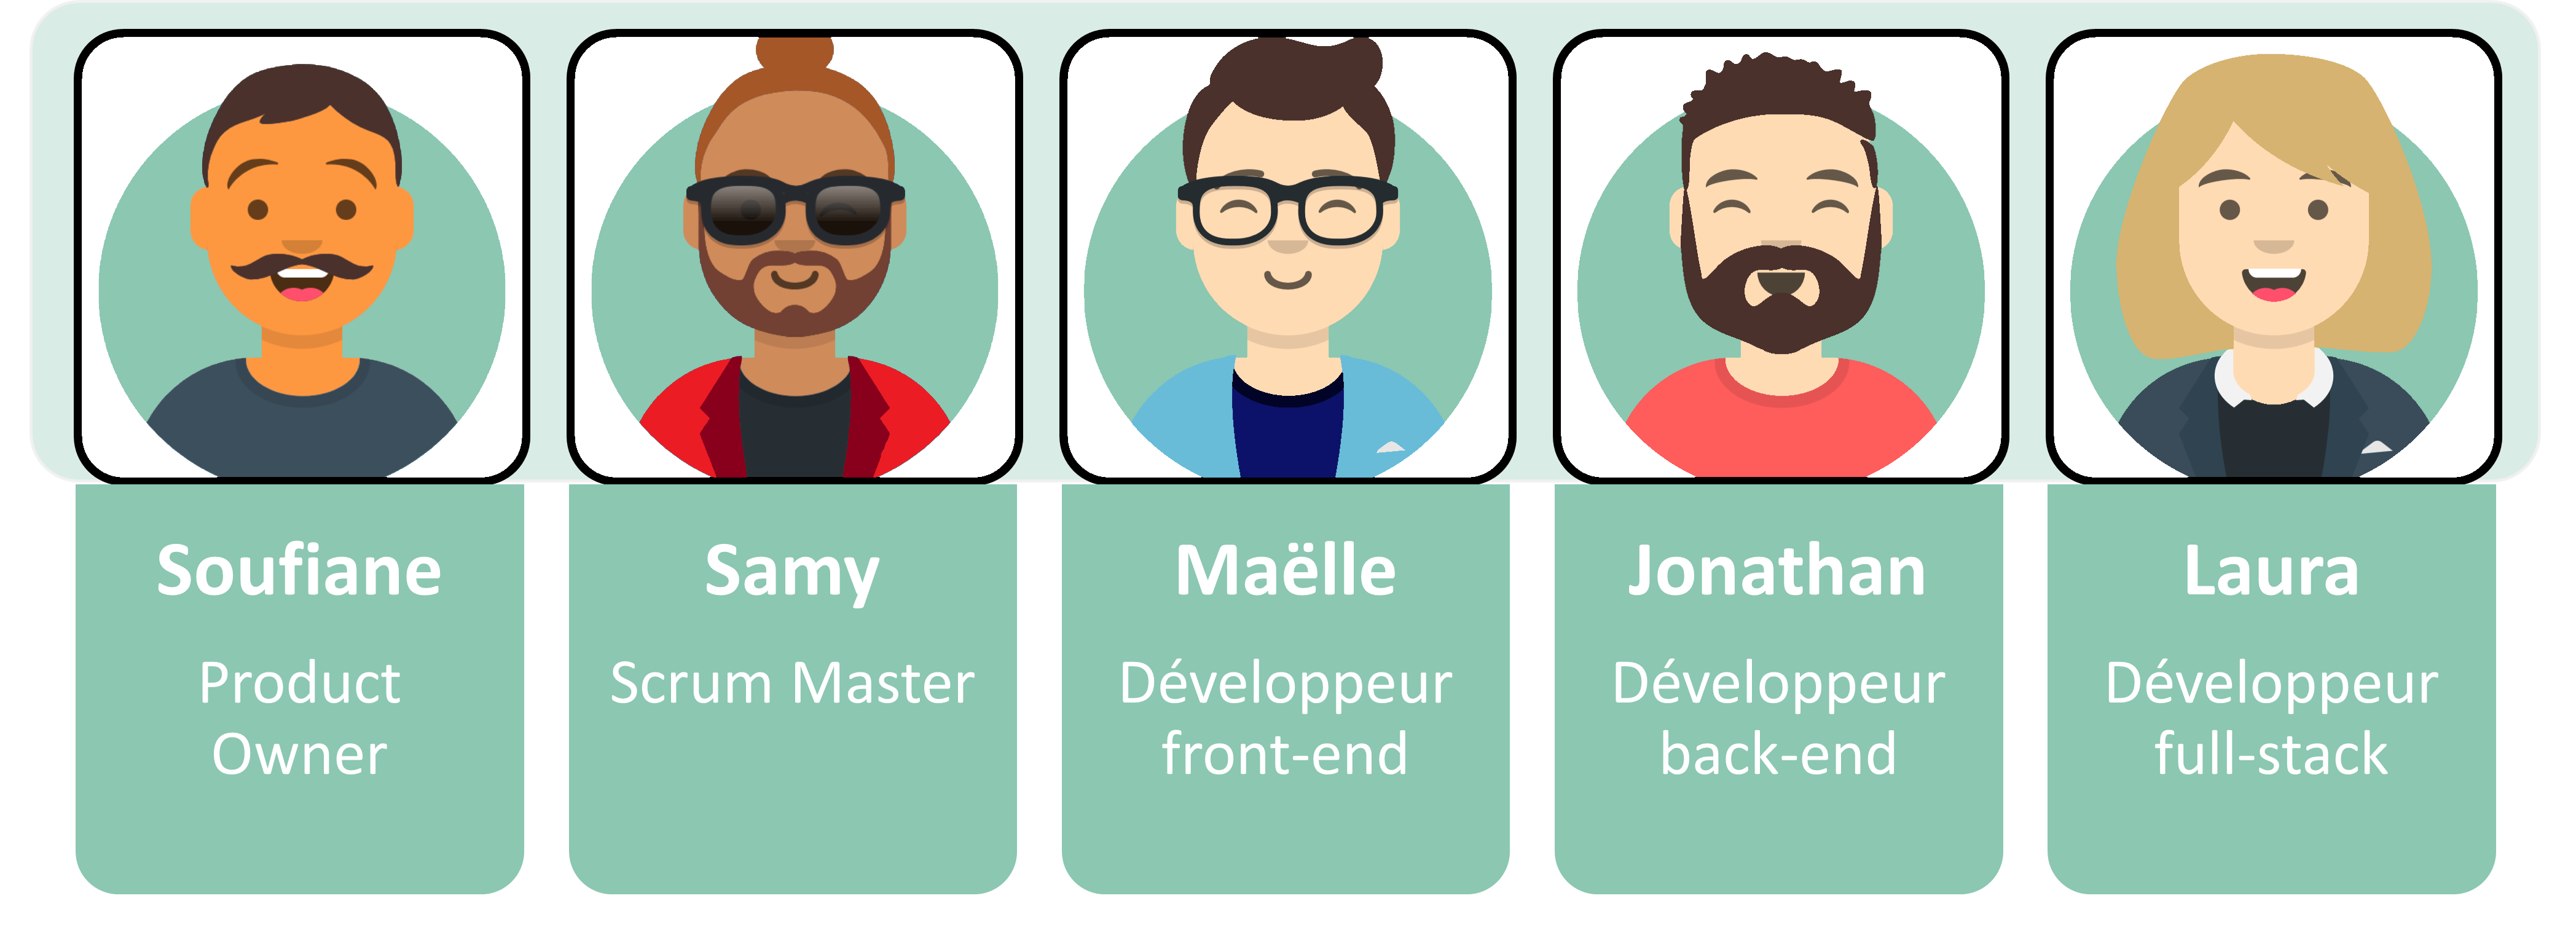 Soufiane
Product
Owner
Samy
Scrum Master
Maëlle
Développeur
front-end
Jonathan
Développeur
back-end
Laura
Développeur
full-stack